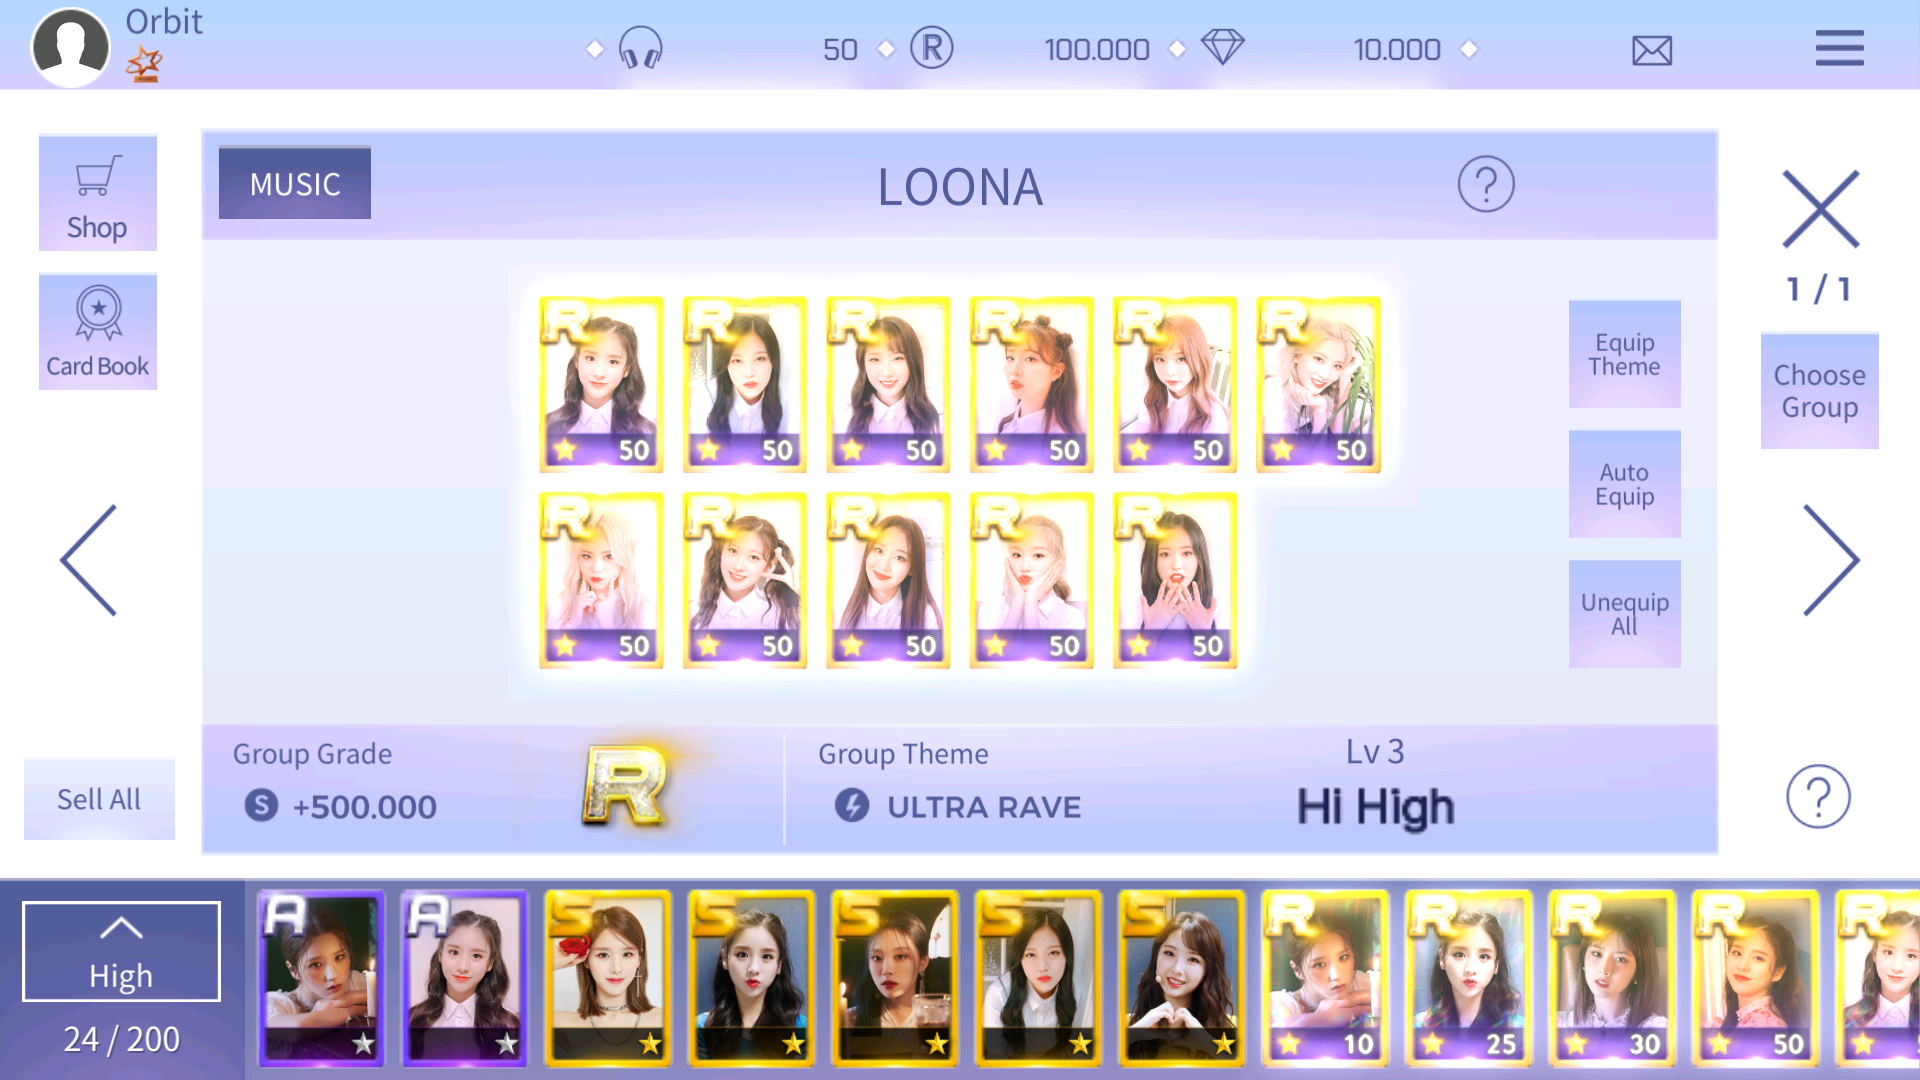 Orbit
50
R
100.000
10.000
Shop
Card Book
MUSIC
LOONA
?
1 / 1
Choose
Group
R
R
R
R
R
R
50
50
50
50
50
50
R
R
R
R
R
50
50
50
50
50
Equip
Theme
Auto
Equip
Unequip
All
Sell All
Group Grade
S +500.000
R
Group Theme
ULTRA RAVE
Lv 3
Hi High
?
High
24 / 200
A
A
S
S
S
S
S
R
10
R
25
R
30
R
50
R